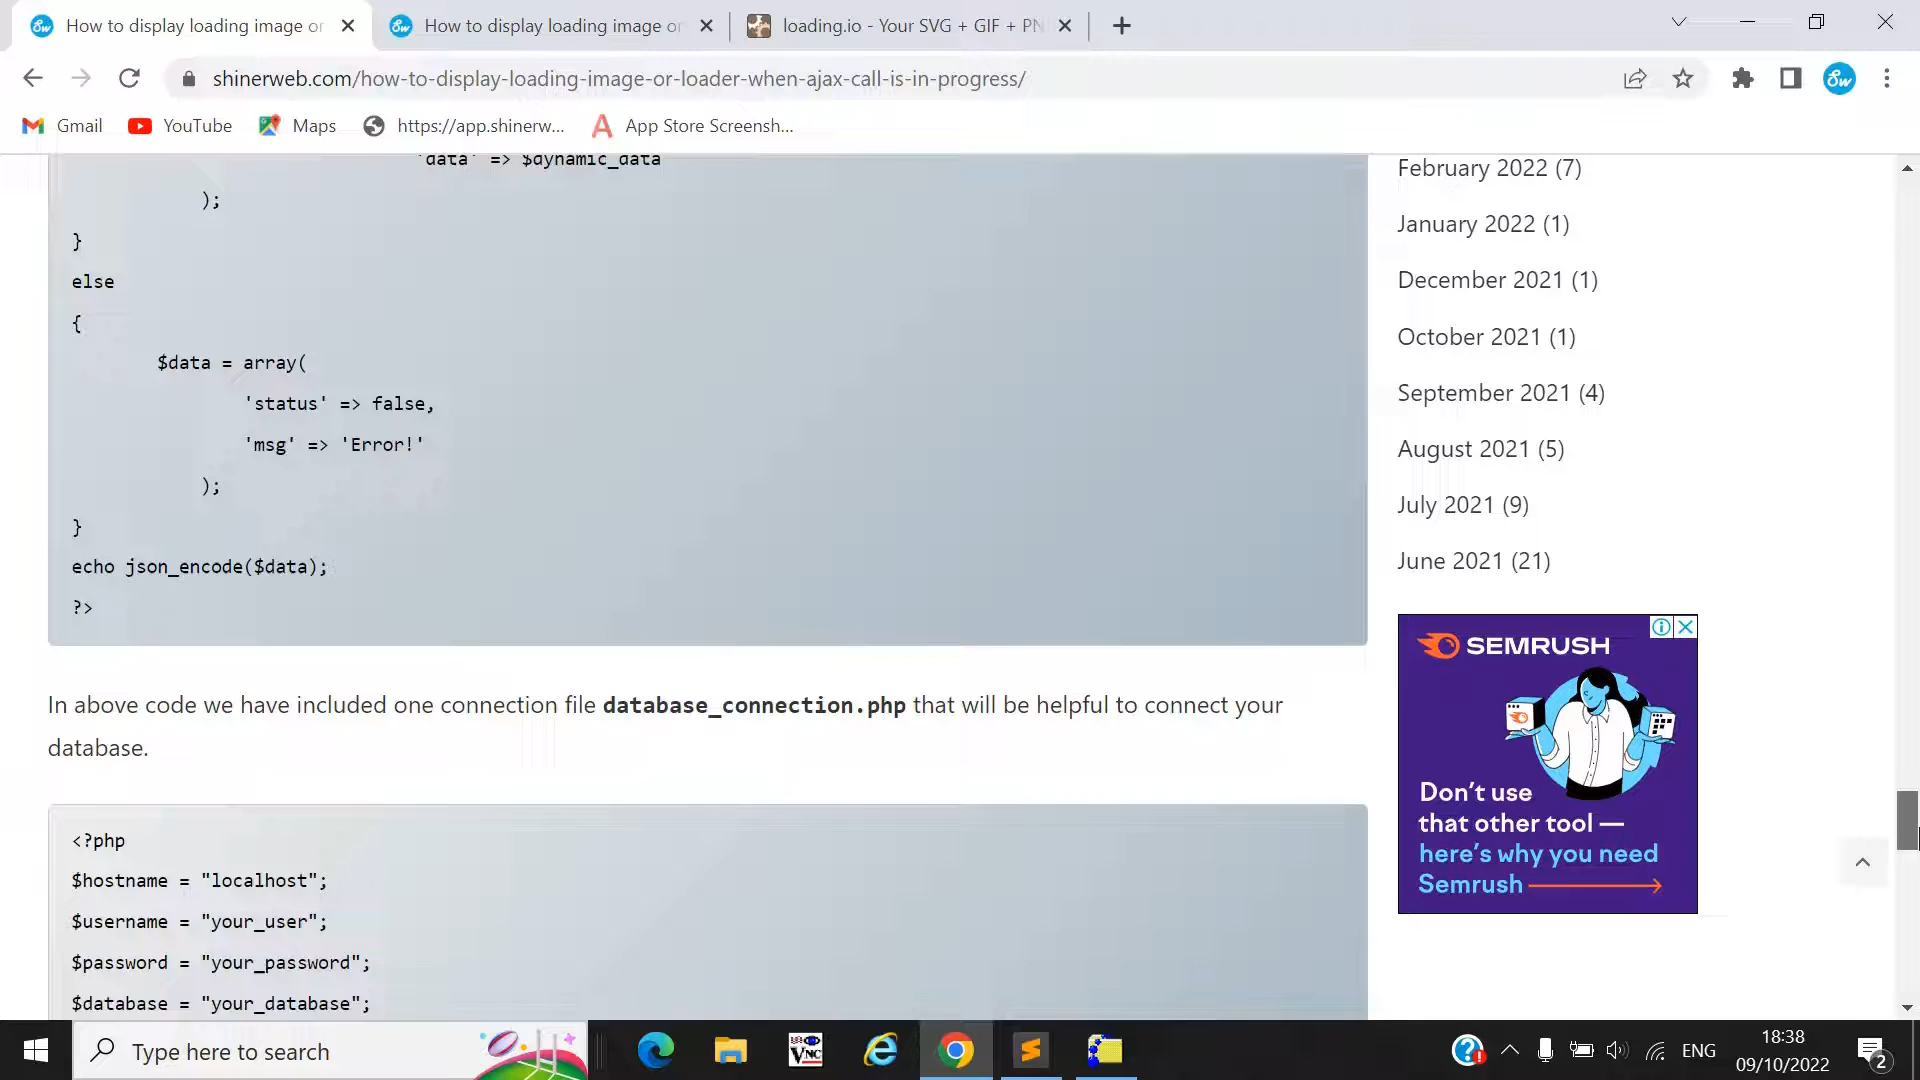 How to display loading image or
How to display loading image or
loading.io - Your SVG + GIF + PN
shinerweb.com/how-to-display-loading-image-or-loader-when-ajax-call-is-in-progress/
Sw
Gmail
YouTube
Maps
https://app.shinerw...
App Store Screensh...
'data' => $dynamic_data
);
}
else
{
$data = array(
'status' => false,
'msg' => 'Error!'
);
}
echo json_encode($data);
?>
In above code we have included one connection file database_connection.php that will be helpful to connect your
database.
<?php
$hostname = "localhost";
$username = "your_user";
$password = "your_password";
$database = "your_database";
February 2022 (7)
January 2022 (1)
December 2021 (1)
October 2021 (1)
September 2021 (4)
August 2021 (5)
July 2021 (9)
June 2021 (21)
SEMRUSH
Don't use
that other tool —
here's why you need
Semrush
Type here to search
VNC
ENG
18:38
09/10/2022
2